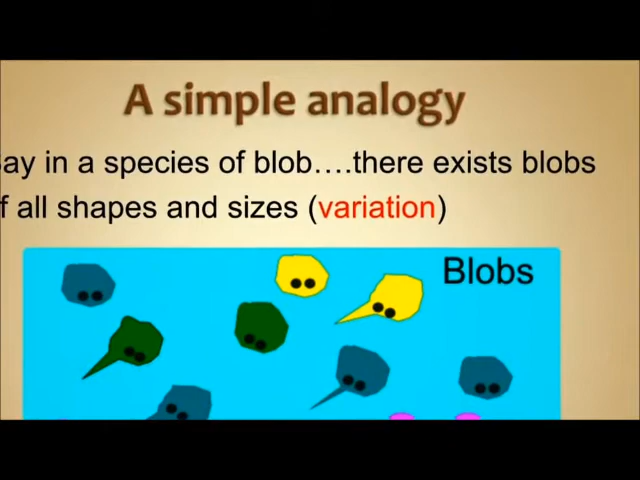 A simple analogy
ay in a species of blob....there exists blobs
f all shapes and sizes (variation)
Blobs